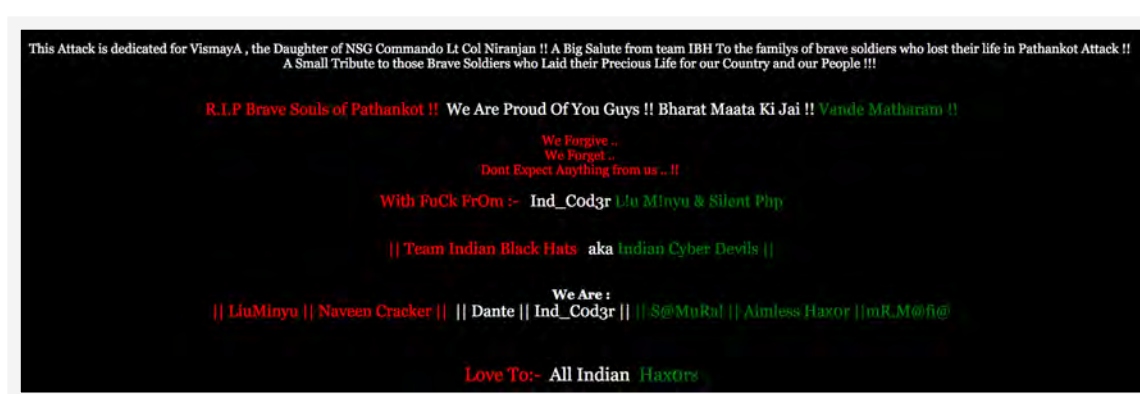 This Attack is dedicated for VismayA , the Daughter of NSG Commando Lt Col Niranjan !! A Big Salute from team IBH To the familys of brave soldiers who lost their life in Pathankot Attack !!
A Small Tribute to those Brave Soldiers who Laid their Precious Life for our Country and our People !!!
R.I.P Brave Souls of Pathankot !! We Are Proud Of You Guys !! Bharat Maata Ki Jai !! Vande Matharam !!
We Forgive ..
We Forget ..
Dont Expect Anything from us .. !!
With FuCk FrOm :- Ind_Cod3r L!u M!nyu & Silent Php
|| Team Indian Black Hats aka Indian Cyber Devils ||
We Are :
|| LiuMinyu || Naveen Cracker || || Dante || Ind_Cod3r || || S@MuRaI || Aimless Haxor ||mR.M@fi@
Love To:- All Indian Hax0rs